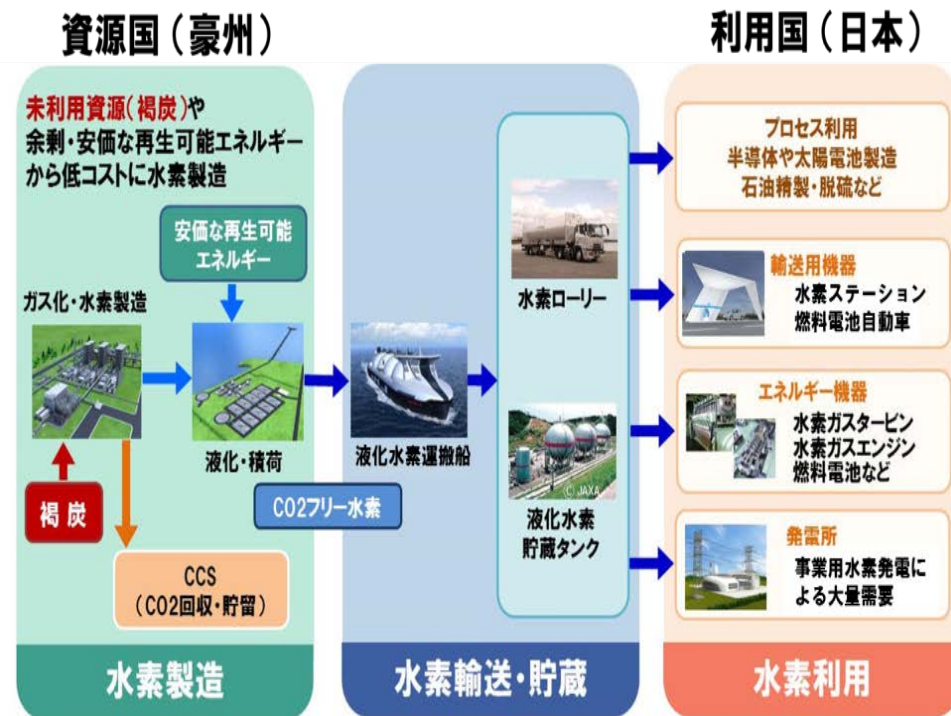 資源国(豪州)
利用国(日本)
未利用資源(褐炭)や
余剰・安価な再生可能エネルギー
から低コストに水素製造
安価な再生可能
エネルギー
ガス化・水素製造
液化・積荷
褐炭
CCS
(CO2回収・貯留)
水素製造
液化水素運搬船
CO2フリー水素
水素ローリー
(C)JAXA
液化水素
貯蔵タンク
水素輸送・貯蔵
プロセス利用
半導体や太陽電池製造
石油精製・脱硫など
輸送用機器
水素ステーション
燃料電池自動車
エネルギー機器
水素ガスタービン
水素ガスエンジン
燃料電池など
発電所
事業用水素発電に
よる大量需要
水素利用